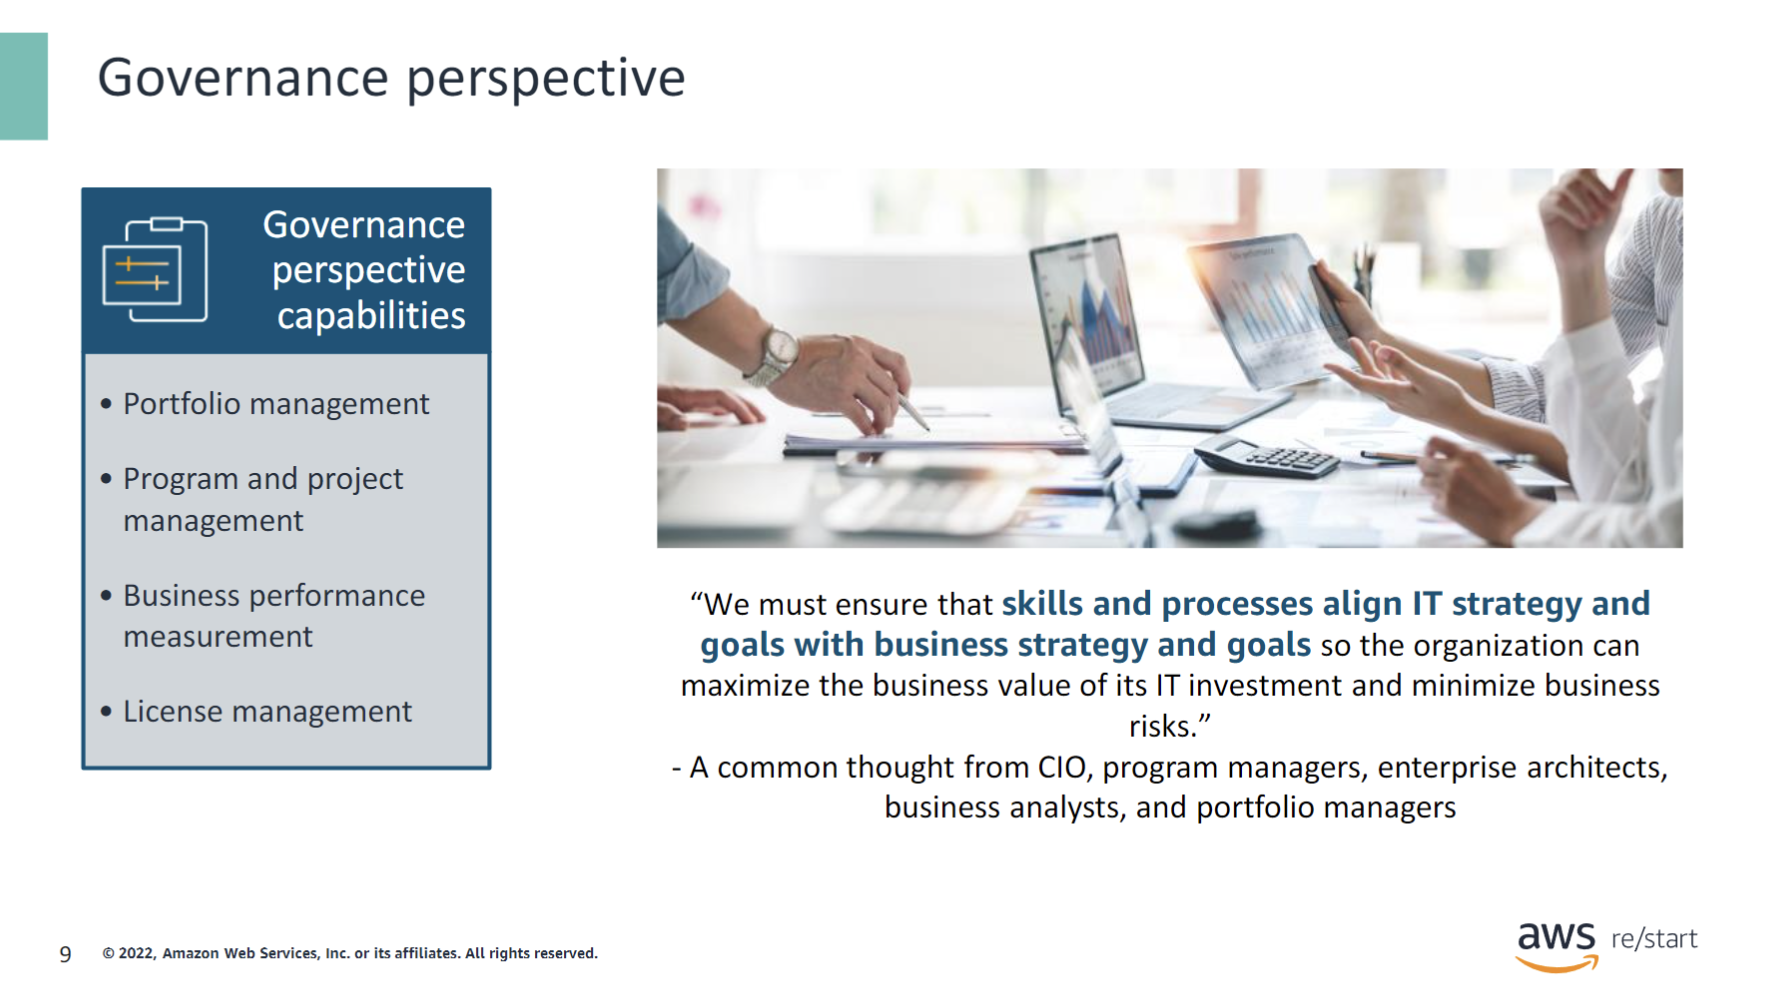 Governance perspective
Governance
perspective
capabilities
• Portfolio management
• Program and project
management
• Business performance
measurement
• License management
“We must ensure that skills and processes align IT strategy and
goals with business strategy and goals so the organization can
maximize the business value of its IT investment and minimize business
risks.”
- A common thought from CIO, program managers, enterprise architects,
business analysts, and portfolio managers
9
© 2022, Amazon Web Services, Inc. or its affiliates. All rights reserved.
aws re/start